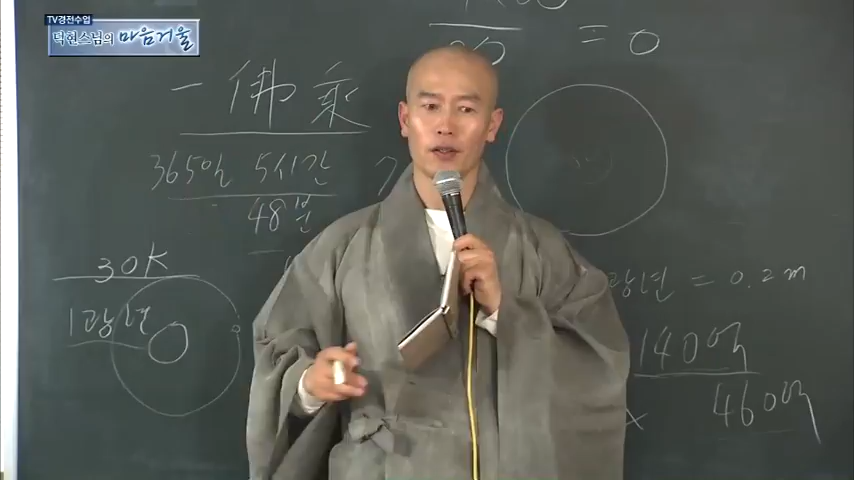 TV경전수업
탁헌스님의 마음거울
= 0
一 佛 乘
365일 5시간
48분
30K
1광년
광년 = 0.2m
140억
460억